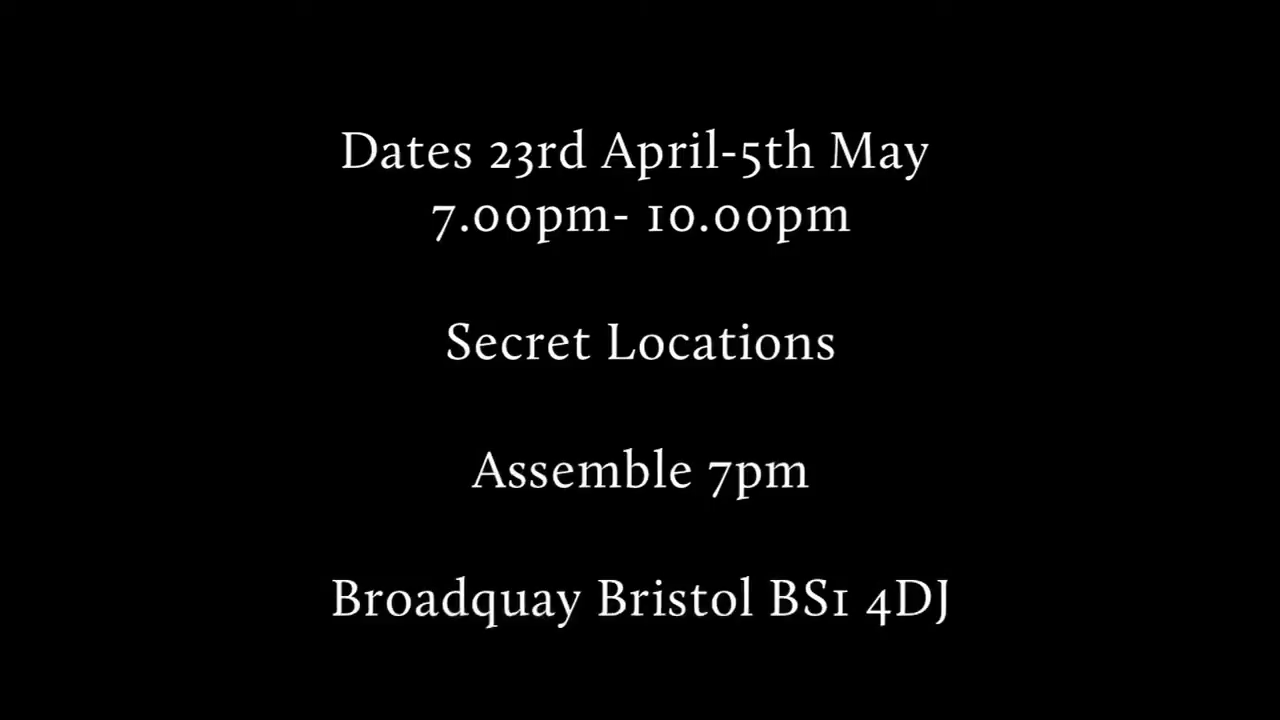 Dates 23rd April-5th May
7.00pm- 10.00pm
Secret Locations
Assemble 7pm
Broadquay Bristol BS1 4DJ